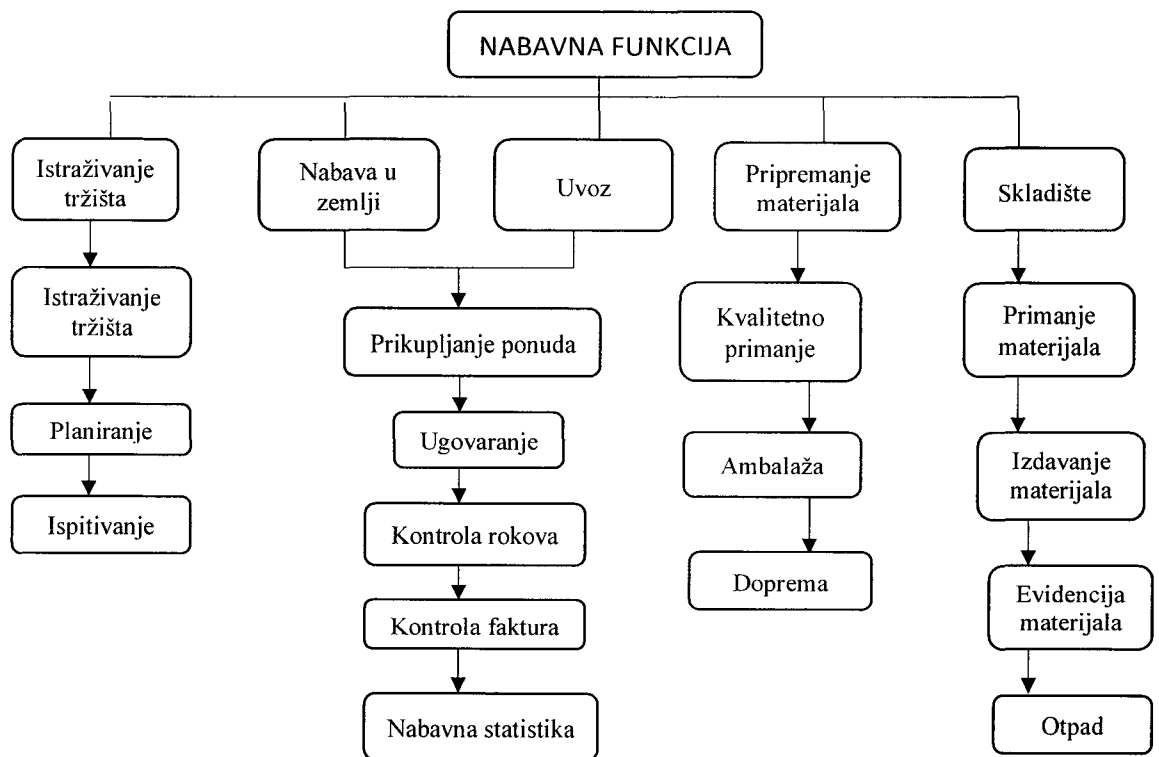 NABAVNA FUNKCIJA
Istraživanje
tržišta
Nabava u
zemlji
Uvoz
Pripremanje
materijala
Skladište
Istraživanje
tržišta
Prikupljanje ponuda
Kvalitetno
primanje
Primanje
materijala
Planiranje
Ugovaranje
Ambalaža
Izdavanje
materijala
Ispitivanje
Kontrola rokova
Doprema
Evidencija
materijala
Kontrola faktura
Nabavna statistika
Otpad